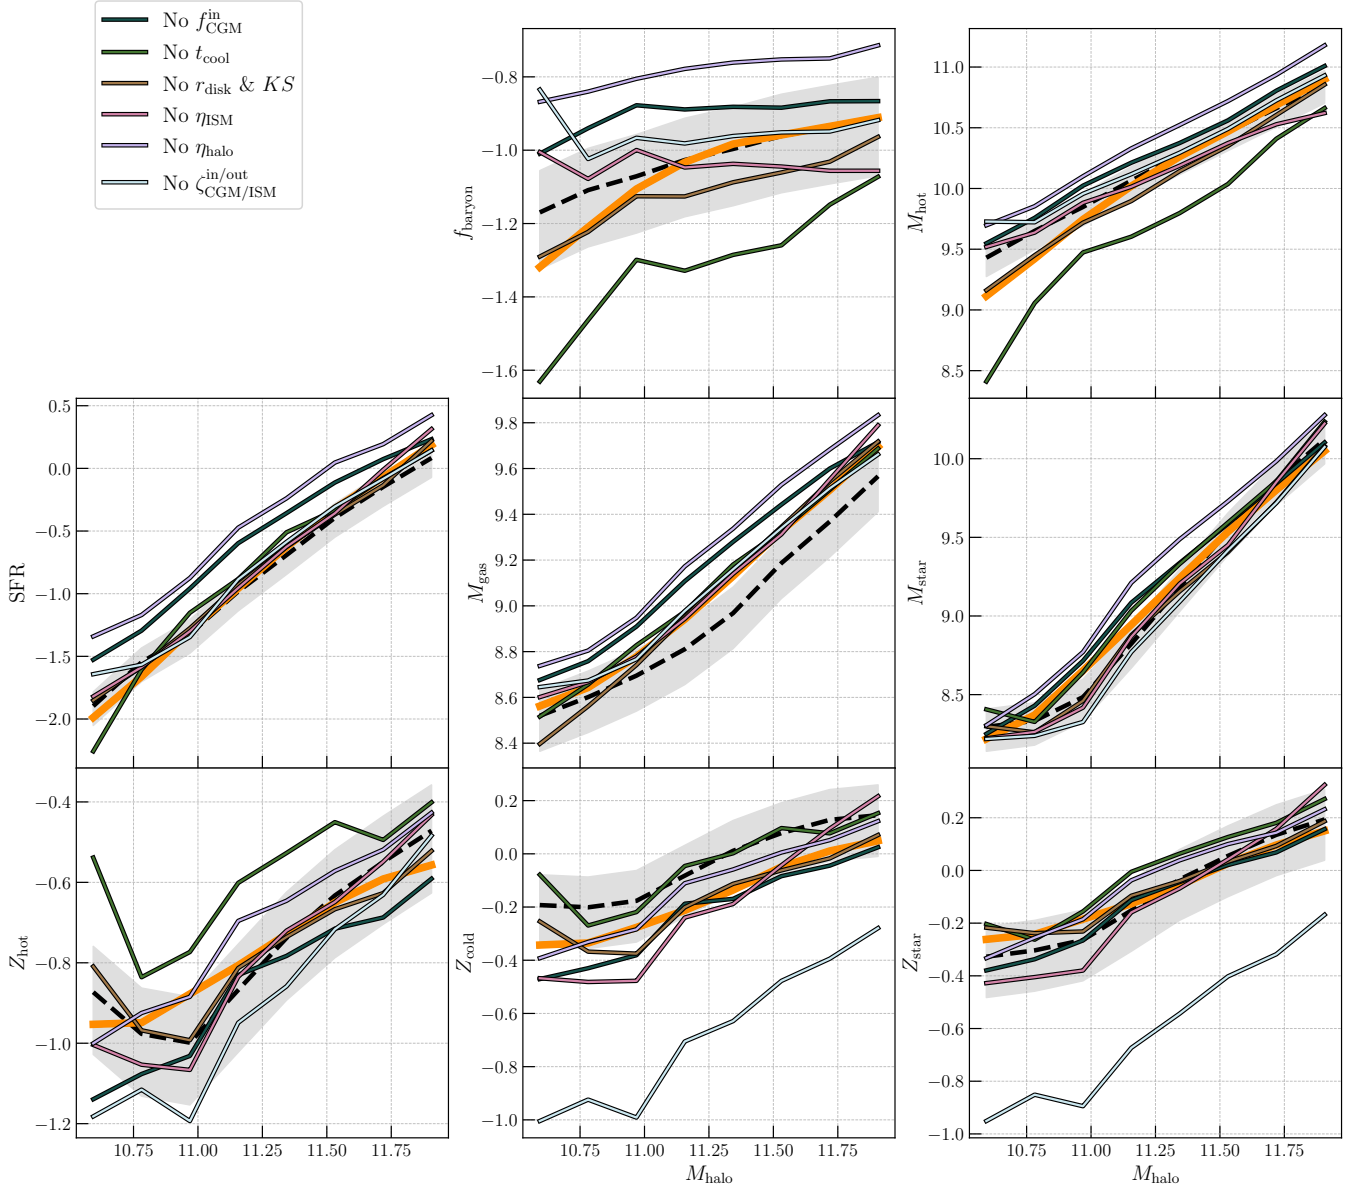 No f_CGM^in
No t_cool
No r_disk & KS
No η_ISM
No η_halo
No ζ_CGM/ISM^in/out
−0.8
−1.0
−1.2
−1.4
−1.6
f_baryon
11.0
10.5
10.0
9.5
9.0
8.5
M_hot
0.5
0.0
−0.5
−1.0
−1.5
−2.0
SFR
9.8
9.6
9.4
9.2
9.0
8.8
8.6
8.4
M_gas
10.0
9.5
9.0
8.5
M_star
−0.4
−0.6
−0.8
−1.0
−1.2
Z_hot
10.75 11.00 11.25 11.50 11.75
0.2
0.0
−0.2
−0.4
−0.6
−0.8
−1.0
Z_cold
10.75 11.00 11.25 11.50 11.75
M_halo
0.2
0.0
−0.2
−0.4
−0.6
−0.8
−1.0
Z_star
10.75 11.00 11.25 11.50 11.75
M_halo